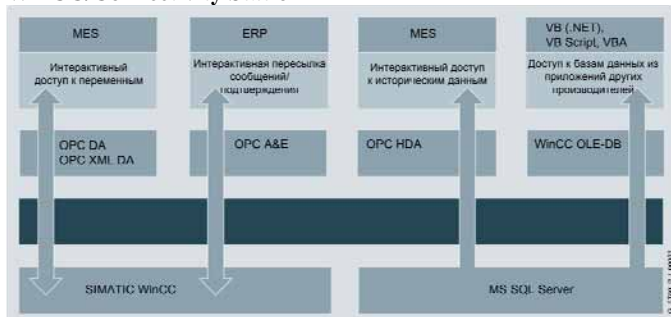 MES
Интерактивный
доступ к переменным
ERP
Интерактивная пересылка
сообщений/
подтверждения
MES
Интерактивный доступ
к историческим данным
VB (.NET),
VB Script, VBA
Доступ к базам данных из
приложений других
производителей
OPC DA
OPC XML DA
OPC A&E
OPC HDA
WinCC OLE-DB
SIMATIC WinCC
MS SQL Server